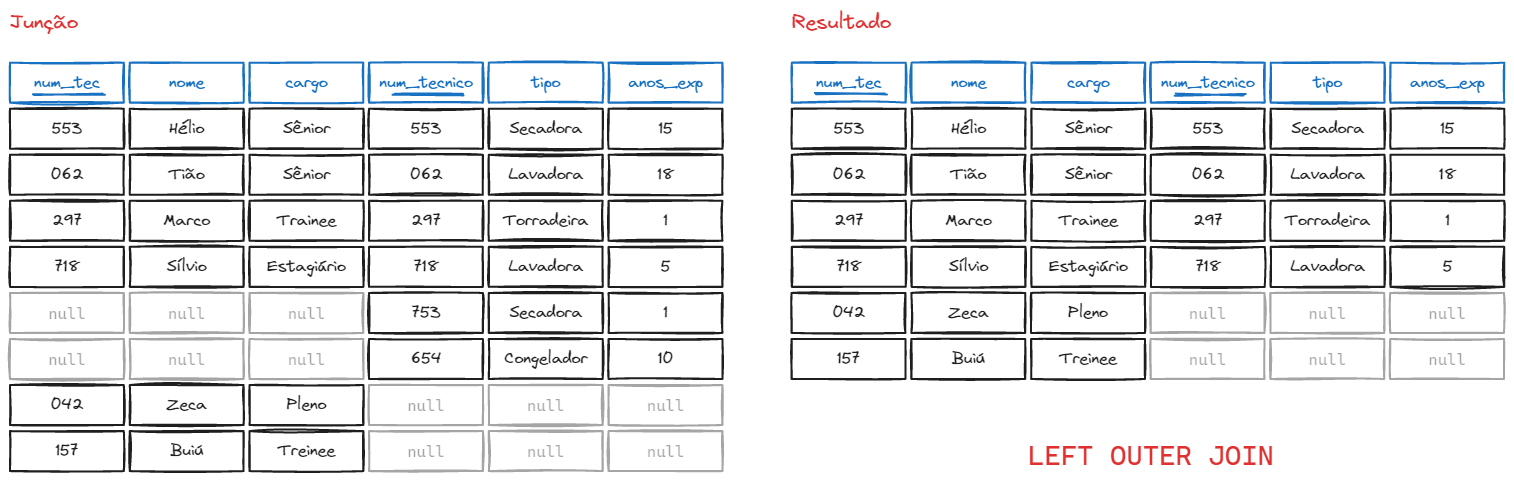 Junção
num_tec nome cargo num_tecnico tipo anos_exp
553 Hélio Sênior 553 Secadora 15
062 Tião Sênior 062 Lavadora 18
297 Marco Trainee 297 Torradeira 1
718 Sílvio Estagiário 718 Lavadora 5
null null null 753 Secadora 1
null null null 654 Congelador 10
042 Zeca Pleno null null null
157 Buiú Treinee null null null
Resultado
num_tec nome cargo num_tecnico tipo anos_exp
553 Hélio Sênior 553 Secadora 15
062 Tião Sênior 062 Lavadora 18
297 Marco Trainee 297 Torradeira 1
718 Sílvio Estagiário 718 Lavadora 5
042 Zeca Pleno null null null
157 Buiú Treinee null null null
LEFT OUTER JOIN